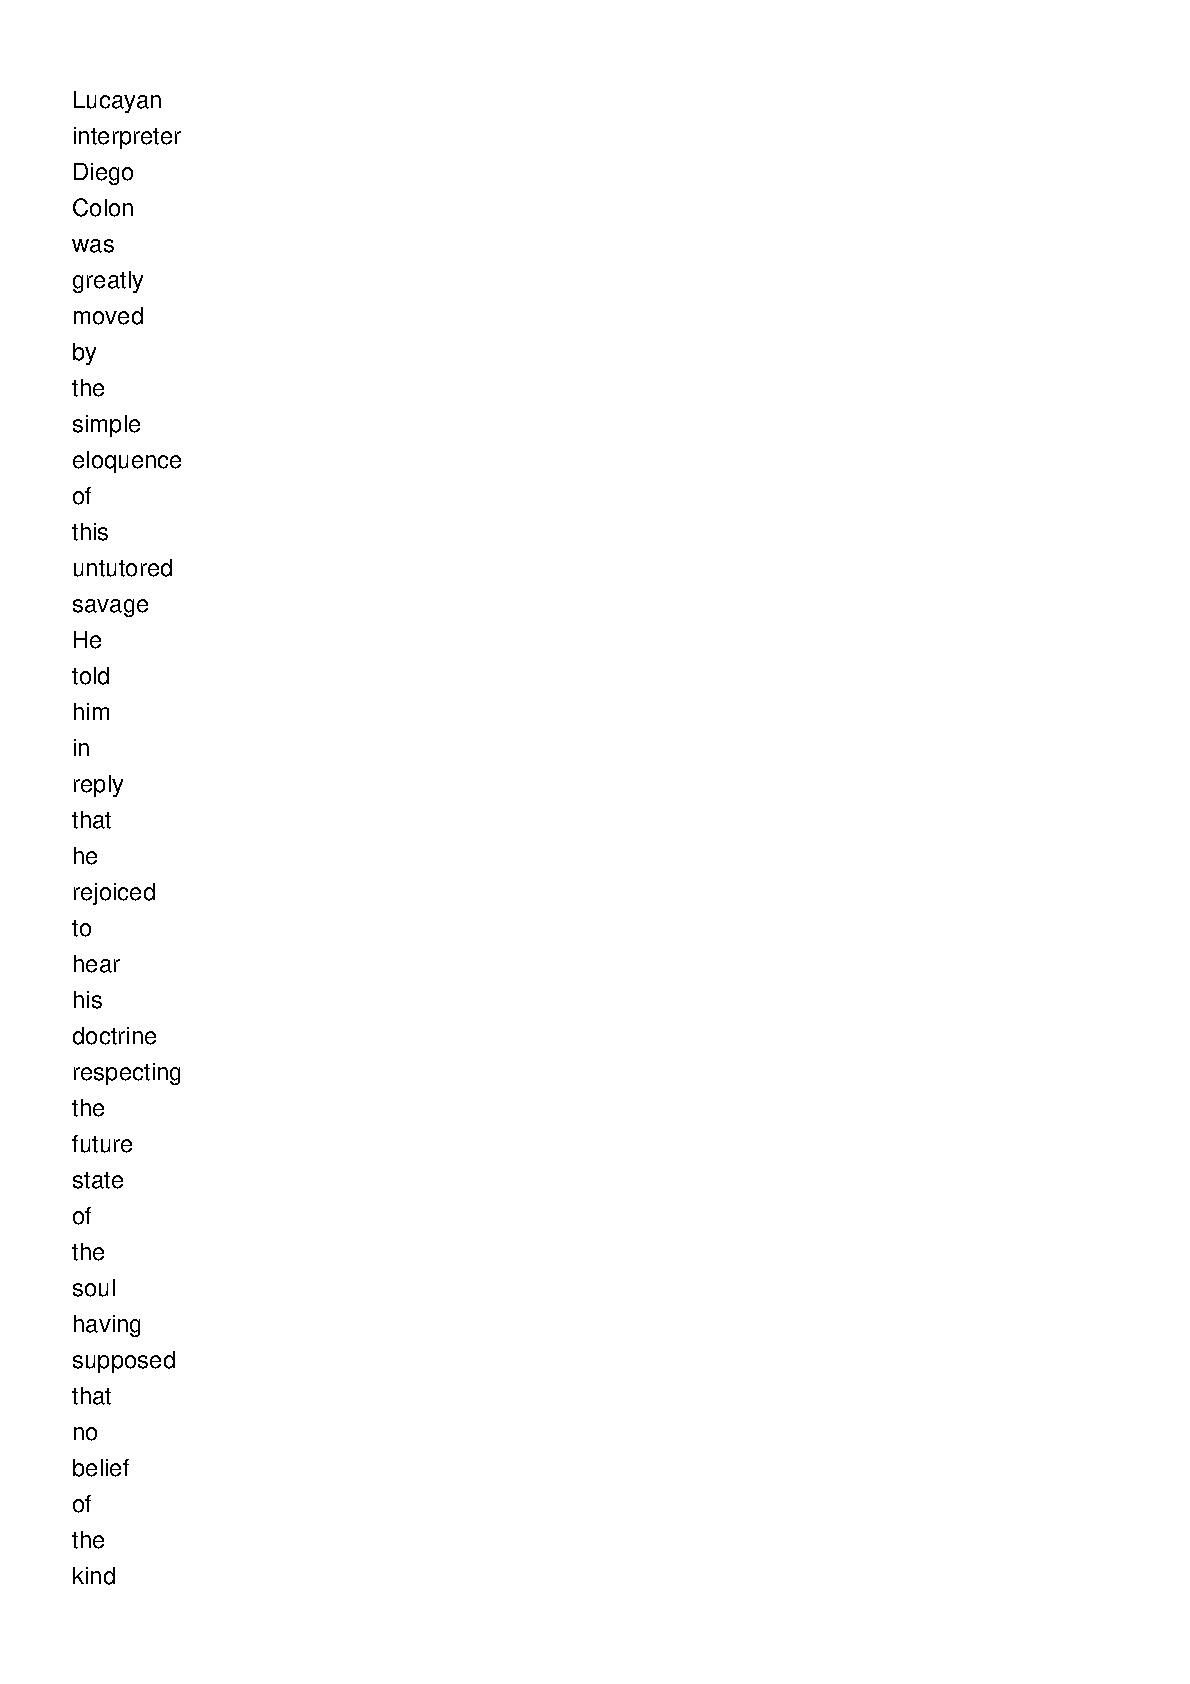 Lucayan
interpreter
Diego
Colon
was
greatly
moved
by
the
simple
eloquence
of
this
untutored
savage
He
told
him
in
reply
that
he
rejoiced
to
hear
his
doctrine
respecting
the
future
state
of
the
soul
having
supposed
that
no
belief
of
the
kind